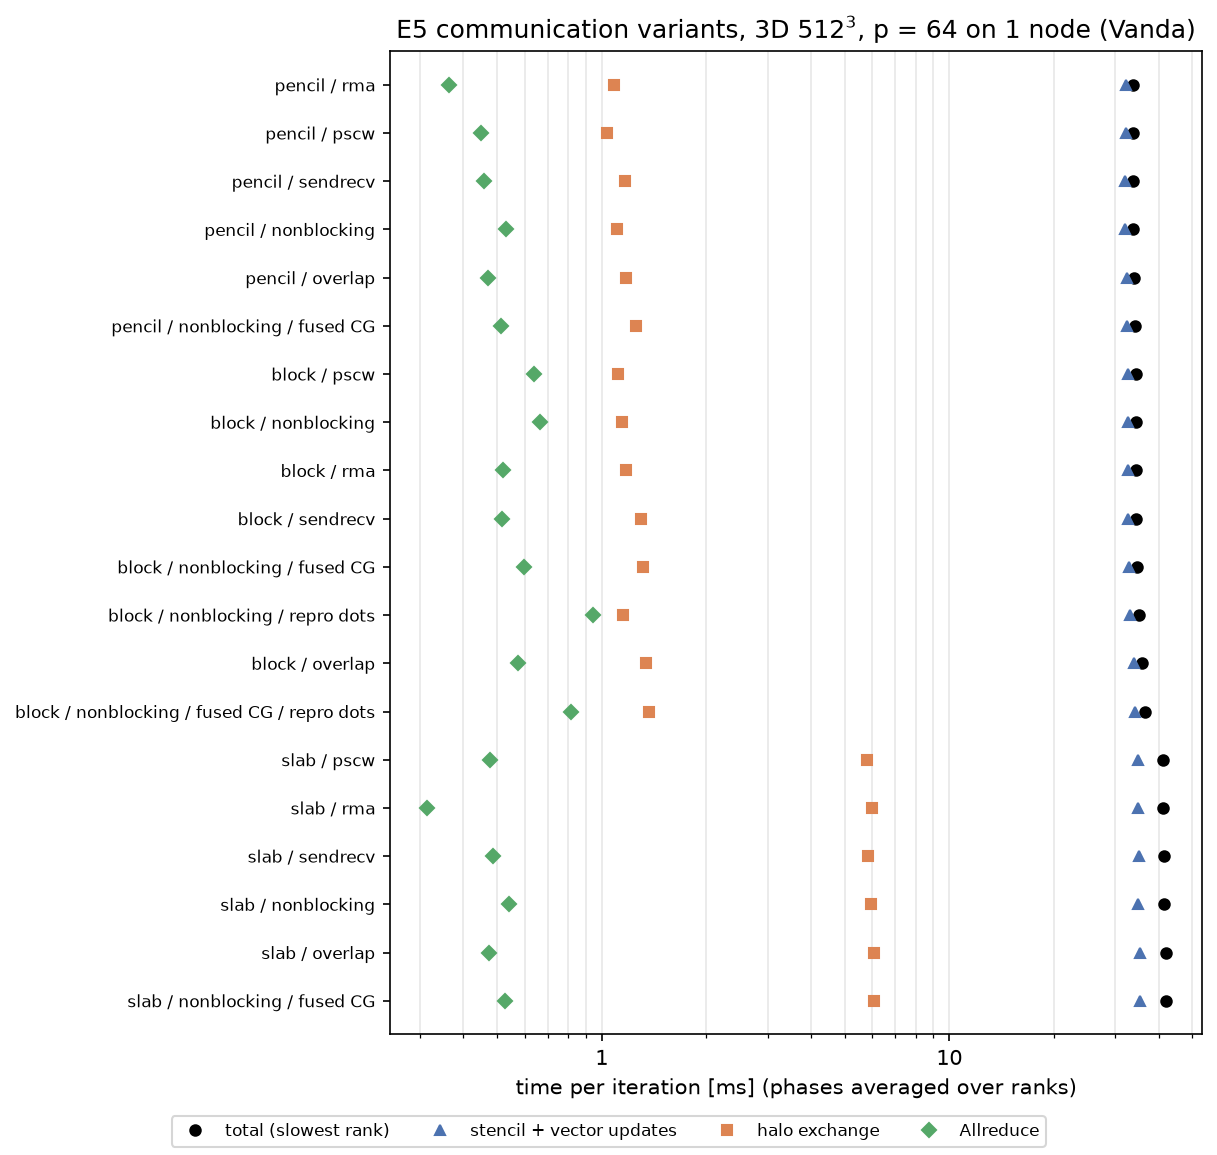 E5 communication variants, 3D 512³, p = 64 on 1 node (Vanda)
pencil / rma
pencil / pscw
pencil / sendrecv
pencil / nonblocking
pencil / overlap
pencil / nonblocking / fused CG
block / pscw
block / nonblocking
block / rma
block / sendrecv
block / nonblocking / fused CG
block / nonblocking / repro dots
block / overlap
block / nonblocking / fused CG / repro dots
slab / pscw
slab / rma
slab / sendrecv
slab / nonblocking
slab / overlap
slab / nonblocking / fused CG
1 10
time per iteration [ms] (phases averaged over ranks)
total (slowest rank) stencil + vector updates halo exchange Allreduce